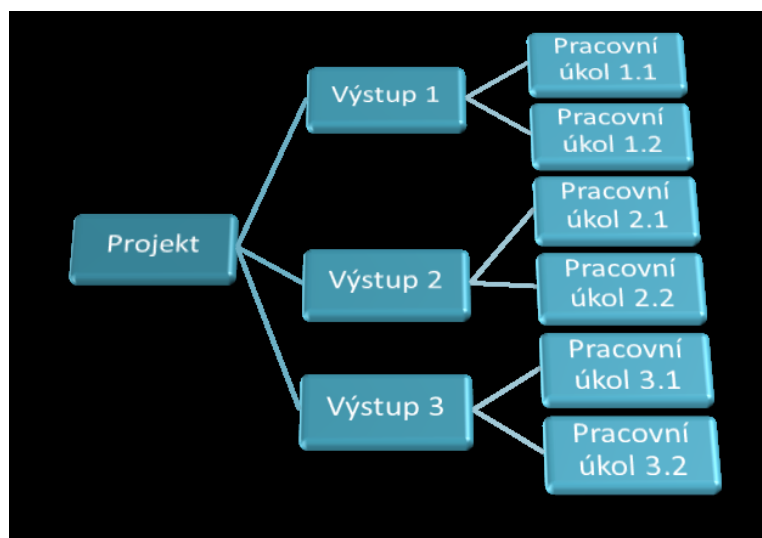 Projekt
Výstup 1
Pracovní
úkol 1.1
Pracovní
úkol 1.2
Výstup 2
Pracovní
úkol 2.1
Pracovní
úkol 2.2
Výstup 3
Pracovní
úkol 3.1
Pracovní
úkol 3.2